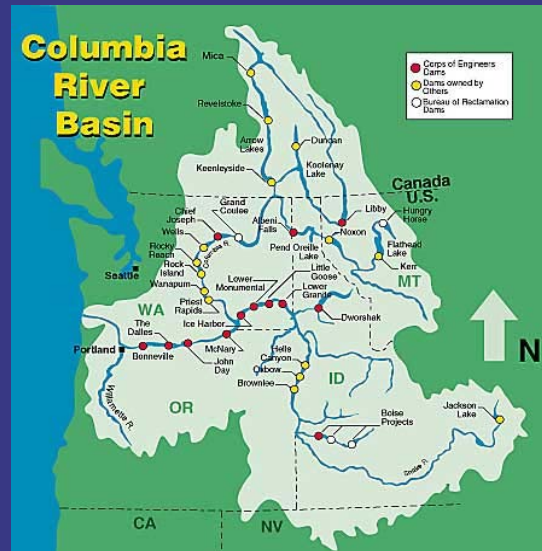 Columbia
River
Basin
Corps of Engineers
Dams
Dams owned by
Others
Bureau of Reclamation
Dams
Mica
Revelstoke
Arrow
Lakes
Duncan
Keenleyside
Kootenay
Lake
Canada
U.S.
Grand
Coulee
Chief
Joseph
Albeni
Falls
Libby
Hungry
Horse
Wells
Noxon
Columbia R.
Pend Oreille
Lake
Flathead
Lake
Rocky
Reach
Rock
Island
Seattle
Kerr
Wanapum
Lower
Monumental
Little
Goose
Lower
Granite
MT
WA
Priest
Rapids
Ice Harbor
Dworshak
The
Dalles
Portland
Bonneville
McNary
John
Day
Hells
Canyon
Oxbow
Brownlee
ID
N
Willamette R.
OR
Boise
Projects
Jackson
Lake
Snake R.
CA
NV